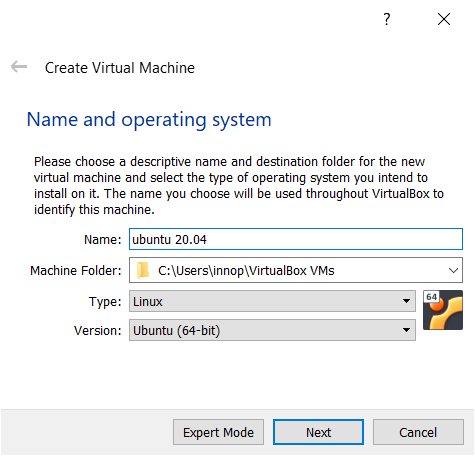 ?
Create Virtual Machine
Name and operating system
Please choose a descriptive name and destination folder for the new
virtual machine and select the type of operating system you intend to
install on it. The name you choose will be used throughout VirtualBox to
identify this machine.
Name: ubuntu 20.04
Machine Folder: C:\Users\innop\VirtualBox VMs
Type: Linux
64
Version: Ubuntu (64-bit)
Expert Mode Next Cancel